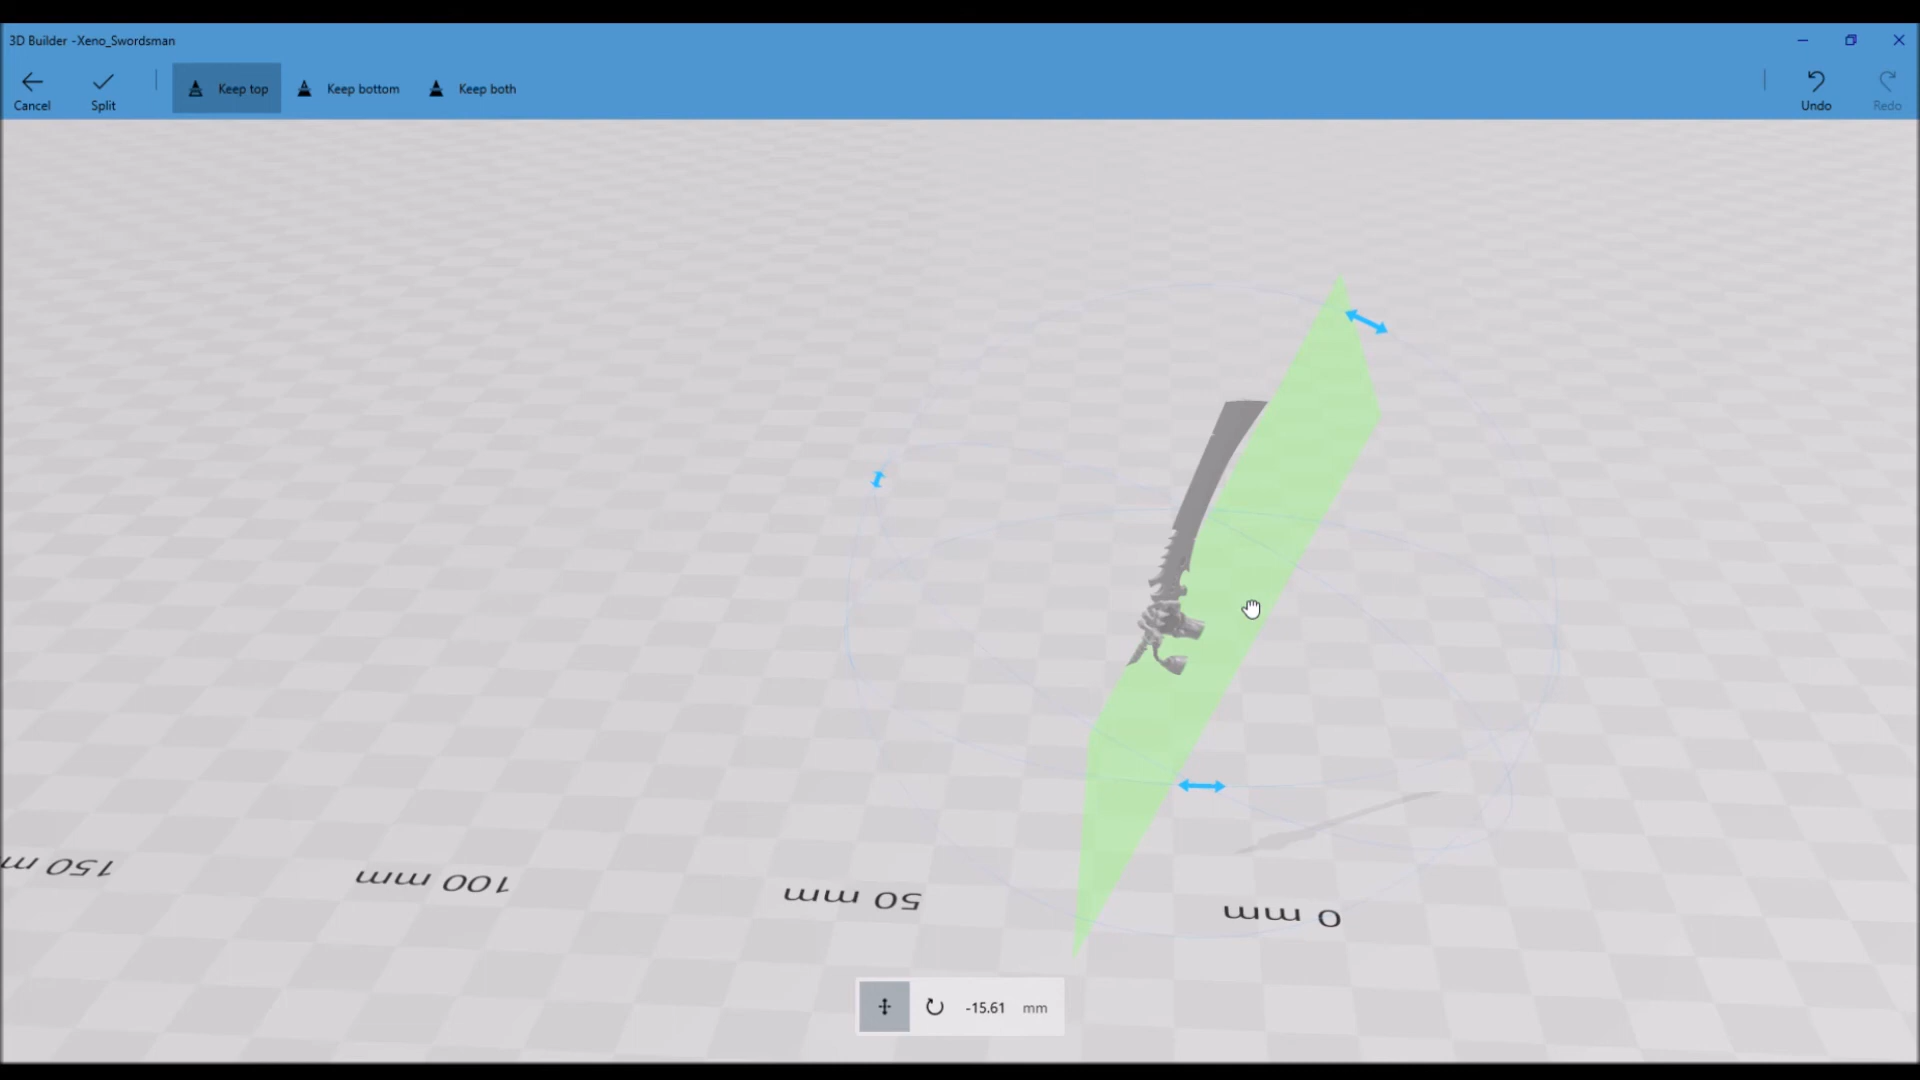 3D Builder -Xeno_Swordsman
Cancel
Split
Keep top
Keep bottom
Keep both
Undo
Redo
150 mm
100 mm
50 mm
0 mm
-15.61 mm